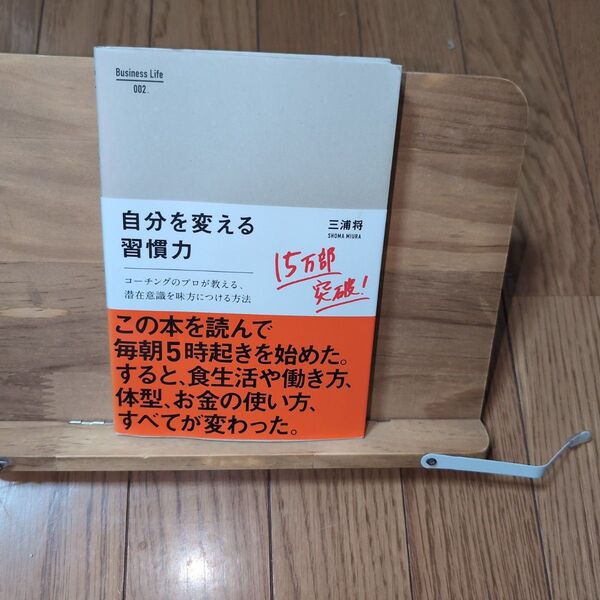 Business Life
002
自分を変える
習慣力
三浦将
SHOMA MIURA
コーチングのプロが教える、
潜在意識を味方につける方法
15万部
突破!
この本を読んで
毎朝5時起きを始めた。
すると、食生活や働き方、
体型、お金の使い方、
すべてが変わった。